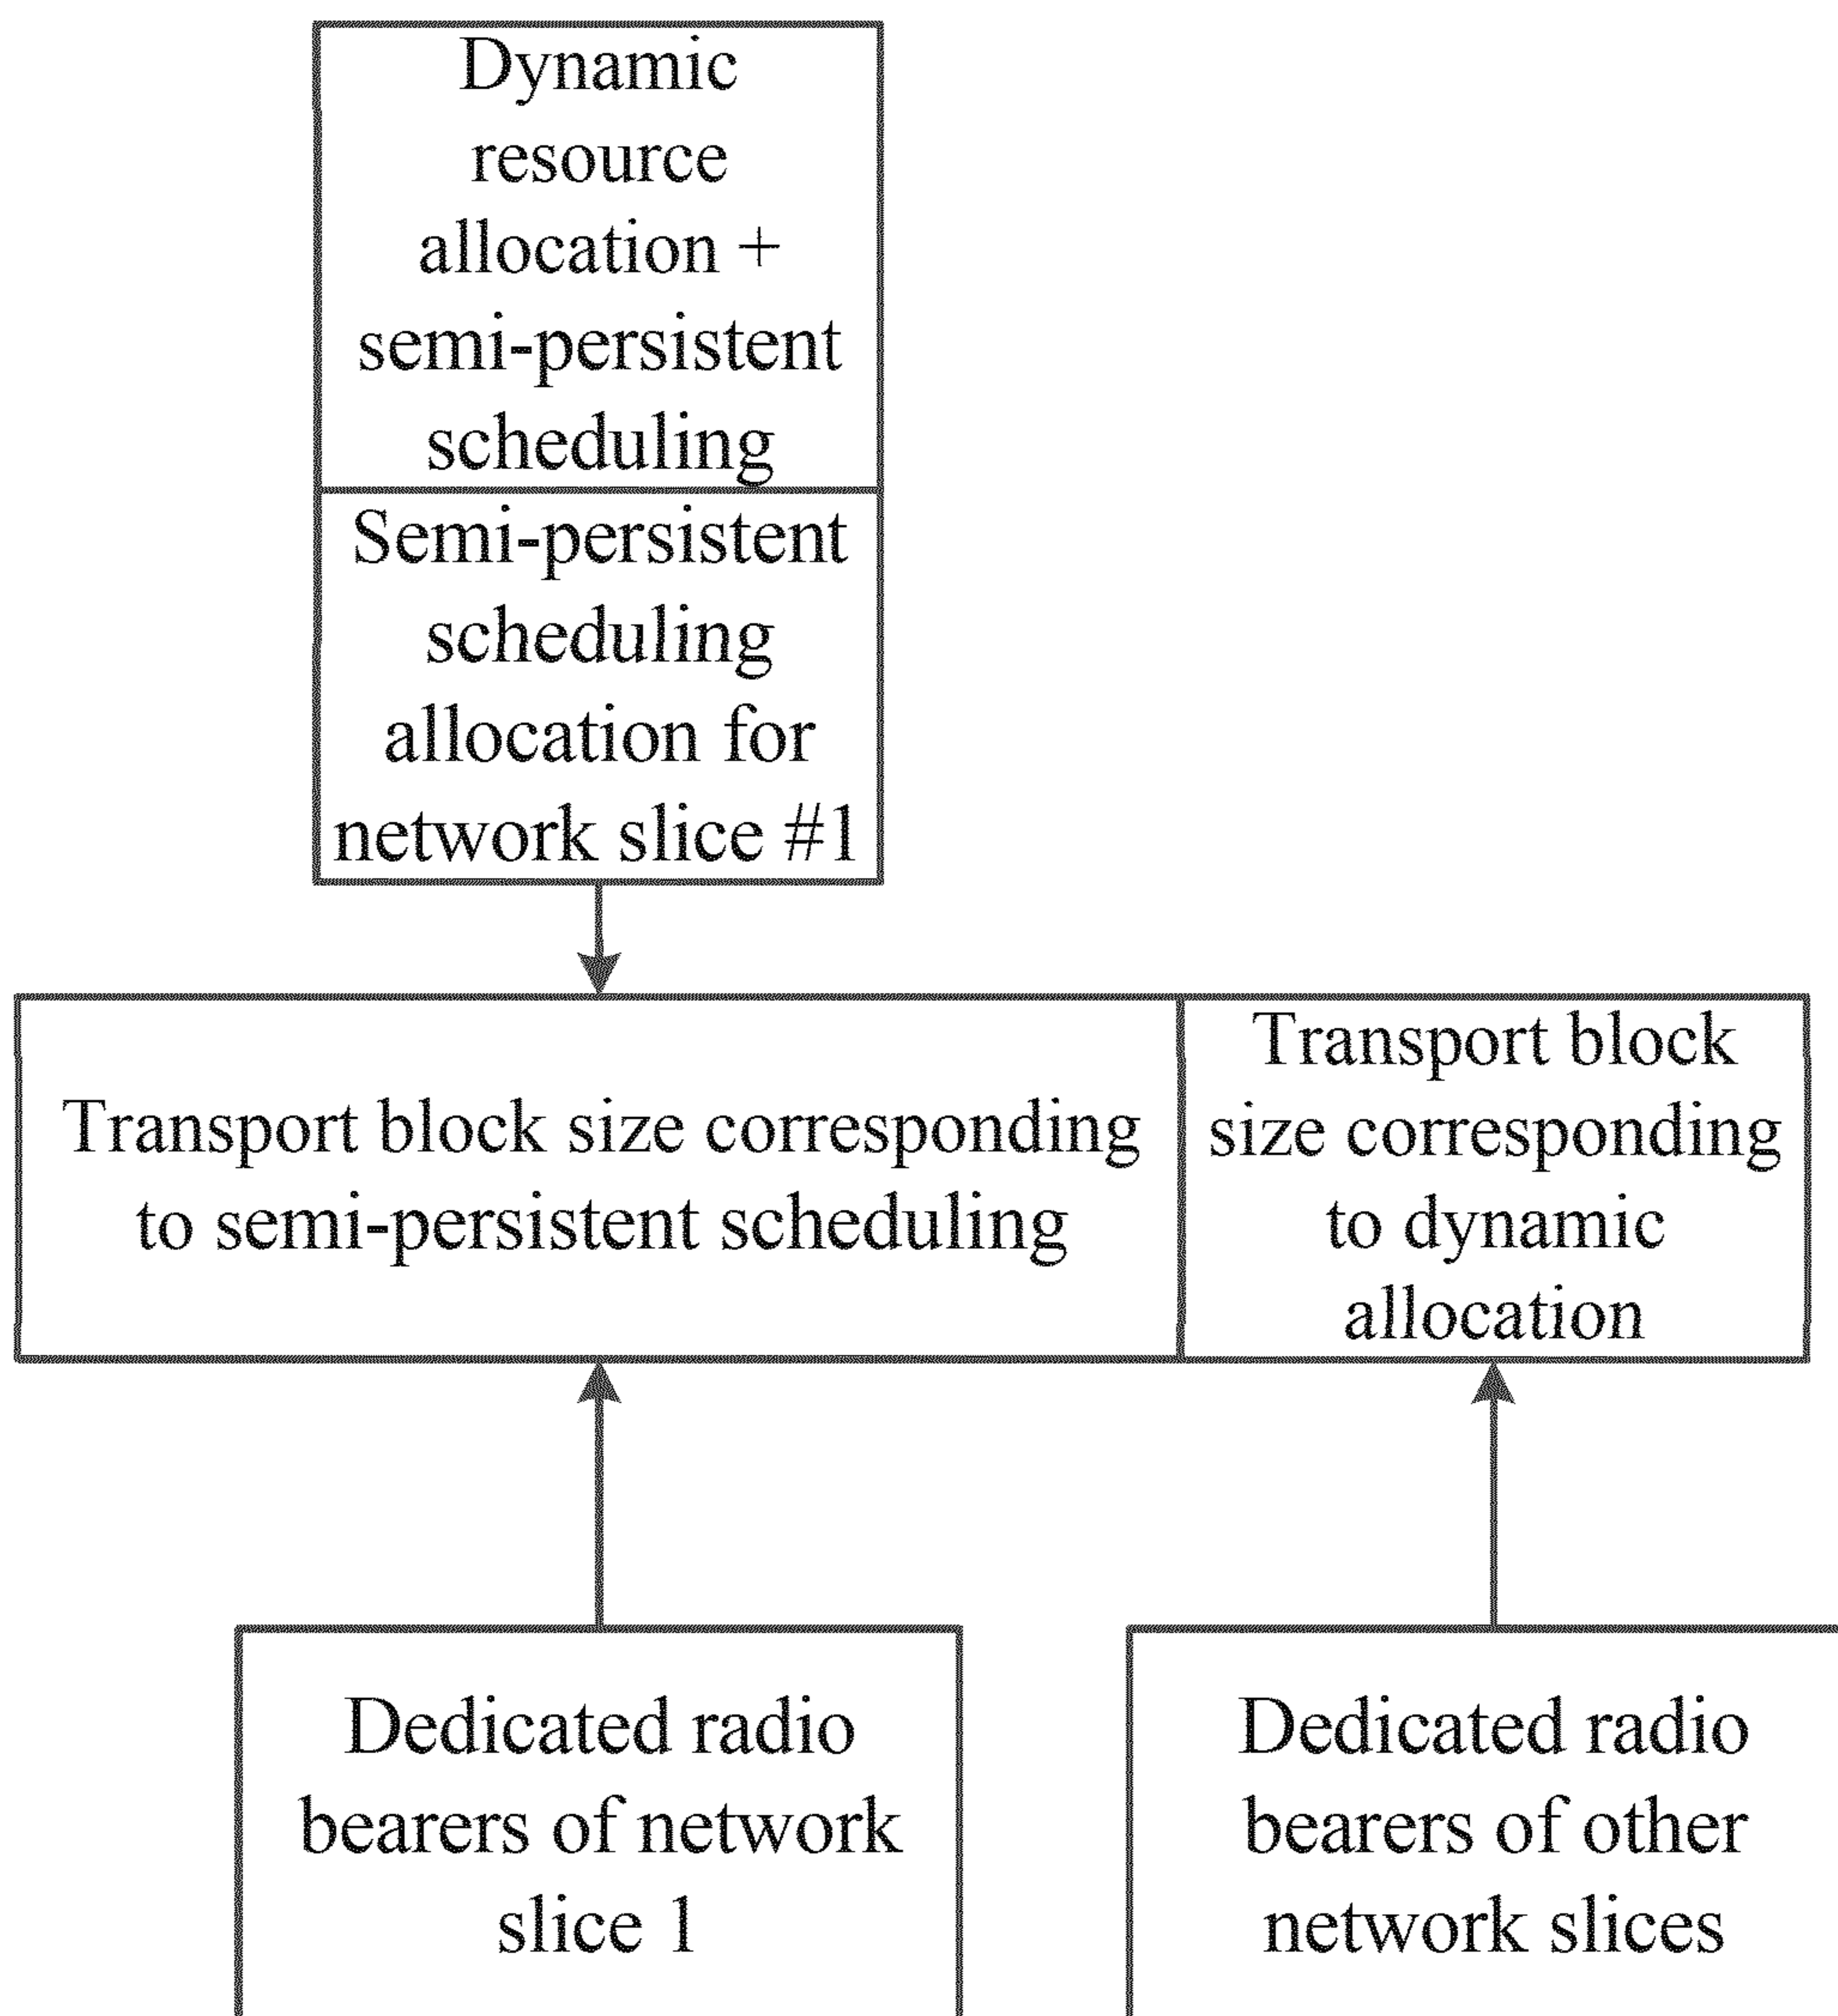 Dynamic
resource
allocation +
semi-persistent
scheduling
Semi-persistent
scheduling
allocation for
network slice #1
Transport block size corresponding
to semi-persistent scheduling
Transport block
size corresponding
to dynamic
allocation
Dedicated radio
bearers of network
slice 1
Dedicated radio
bearers of other
network slices